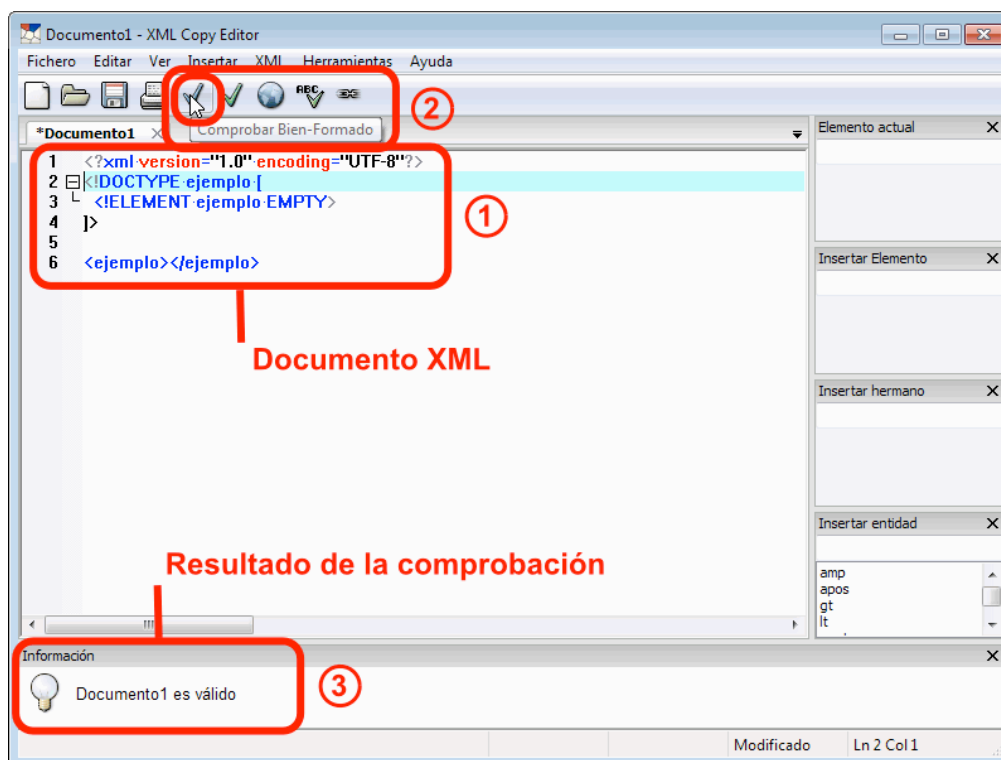 Documento1 - XML Copy Editor
Fichero Editar Ver Insertar XML Herramientas Ayuda
ABC
2
*Documento1
Comprobar Bien-Formado
Elemento actual
1 <?xml version="1.0" encoding="UTF-8"?>
2 <!DOCTYPE ejemplo [
3 <!ELEMENT ejemplo EMPTY>
4 ]>
5
6 <ejemplo></ejemplo>
1
Insertar Elemento
Documento XML
Insertar hermano
Insertar entidad
amp
apos
gt
lt
Resultado de la comprobación
Información
Documento1 es válido
3
Modificado
Ln 2 Col 1